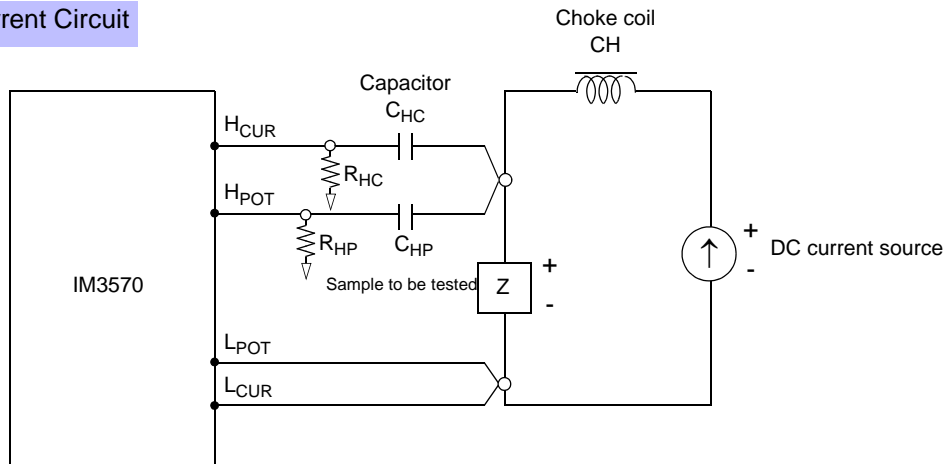 rrent Circuit
Choke coil
CH
Capacitor
CHC
HCUR
RHC
HPOT
RHP
CHP
+
-
DC current source
IM3570
Sample to be tested
Z
+
-
LPOT
LCUR